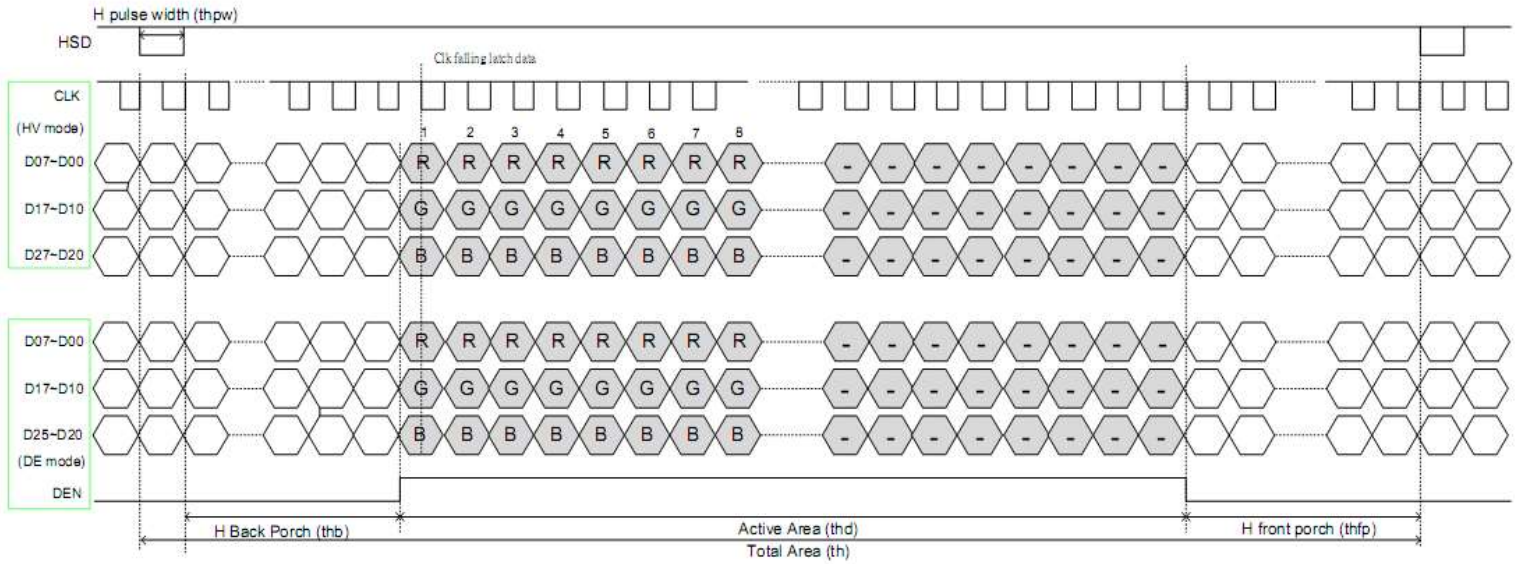 H pulse width (thpw)
HSD
Clk falling latch data
CLK
(HV mode)
1 2 3 4 5 6 7 8
D07~D00 R R R R R R R R - - - - - - - -
D17~D10 G G G G G G G G - - - - - - - -
D27~D20 B B B B B B B B - - - - - - - -
D07~D00 R R R R R R R R - - - - - - - -
D17~D10 G G G G G G G G - - - - - - - -
D25~D20 B B B B B B B B - - - - - - - -
(DE mode)
DEN
H Back Porch (thb) Active Area (thd) H front porch (thfp)
Total Area (th)